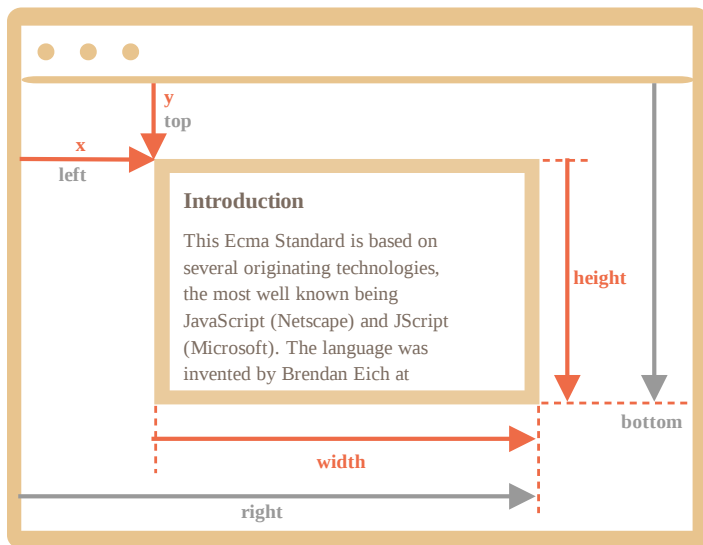 y
top
x
left
Introduction
This Ecma Standard is based on
several originating technologies,
the most well known being
JavaScript (Netscape) and JScript
(Microsoft). The language was
invented by Brendan Eich at
height
bottom
width
right